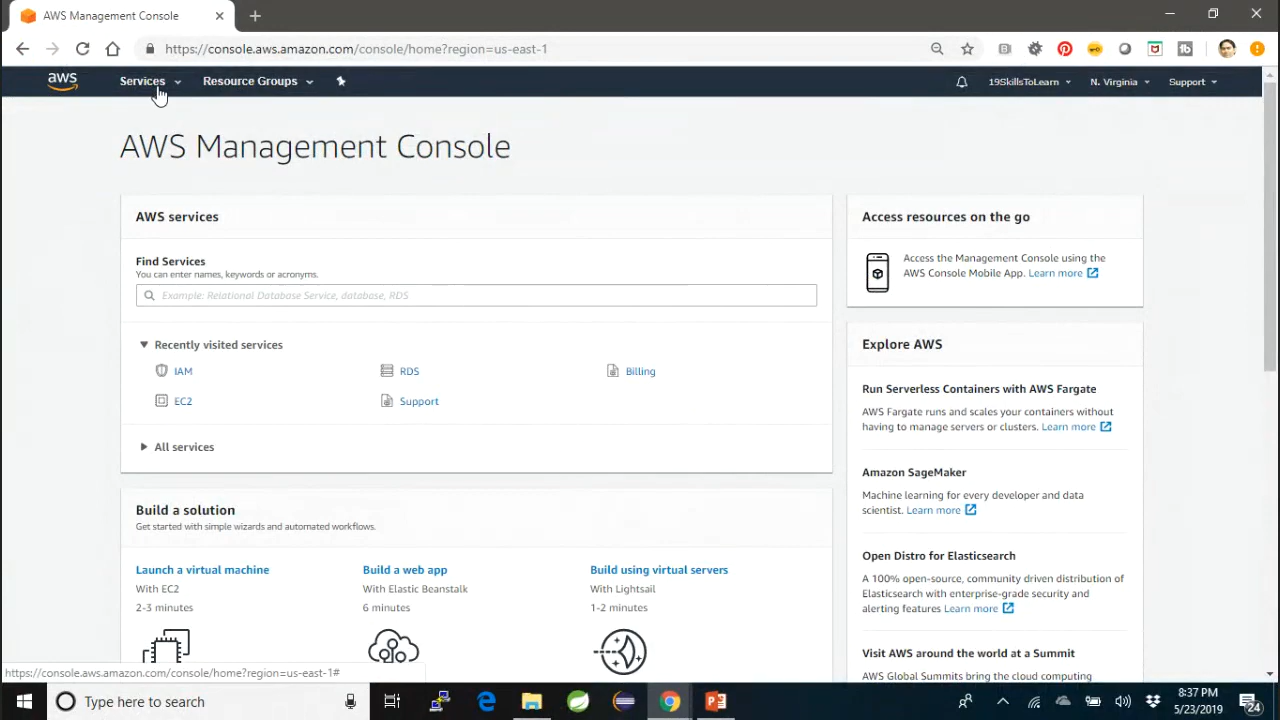 AWS Management Console
https://console.aws.amazon.com/console/home?region=us-east-1
aws
Services
Resource Groups
19SkillsToLearn
N. Virginia
Support
AWS Management Console
AWS services
Find Services
You can enter names, keywords or acronyms.
Example: Relational Database Service, database, RDS
Recently visited services
IAM
RDS
Billing
EC2
Support
All services
Build a solution
Get started with simple wizards and automated workflows.
Launch a virtual machine
With EC2
2-3 minutes
Build a web app
With Elastic Beanstalk
6 minutes
Build using virtual servers
With Lightsail
1-2 minutes
Access resources on the go
Access the Management Console using the
AWS Console Mobile App. Learn more
Explore AWS
Run Serverless Containers with AWS Fargate
AWS Fargate runs and scales your containers without
having to manage servers or clusters. Learn more
Amazon SageMaker
Machine learning for every developer and data
scientist. Learn more
Open Distro for Elasticsearch
A 100% open-source, community driven distribution of
Elasticsearch with enterprise-grade security and
alerting features Learn more
Visit AWS around the world at a Summit
AWS Global Summits bring the cloud computing
https://console.aws.amazon.com/console/home?region=us-east-1#
Type here to search
8:37 PM
5/23/2019
24